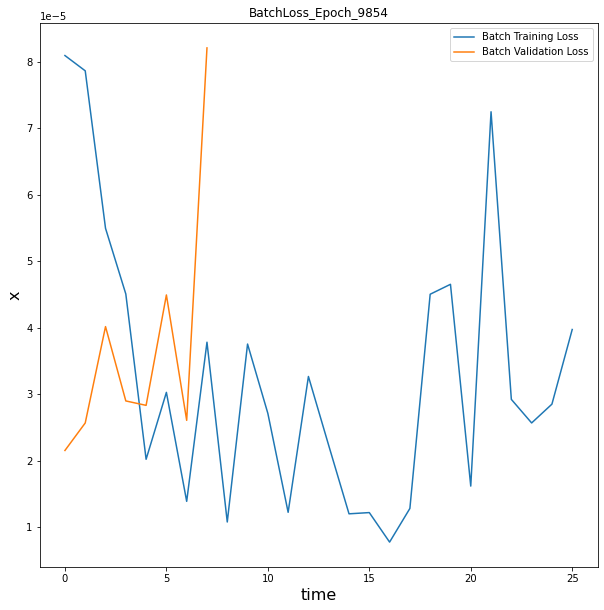 BatchLoss_Epoch_9854
1e−5
Batch Training Loss
Batch Validation Loss
8
7
6
5
4
3
2
1
x
0 5 10 15 20 25
time